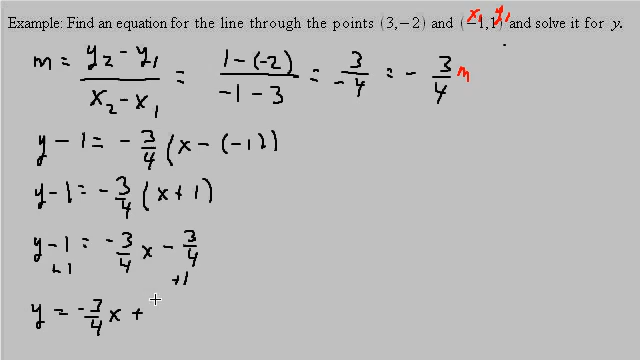 Example: Find an equation for the line through the points (3,−2) and (−1,1) and solve it for y.
x₁ y₁
m = (y₂ - y₁)/(x₂ - x₁) = (1 - (-2))/(-1 - 3) = 3/-4 = - 3/4 m
y - 1 = - 3/4 (x - (-1))
y - 1 = - 3/4 (x + 1)
y - 1 = - 3/4 x - 3/4
+1 +1
y = - 3/4 x +